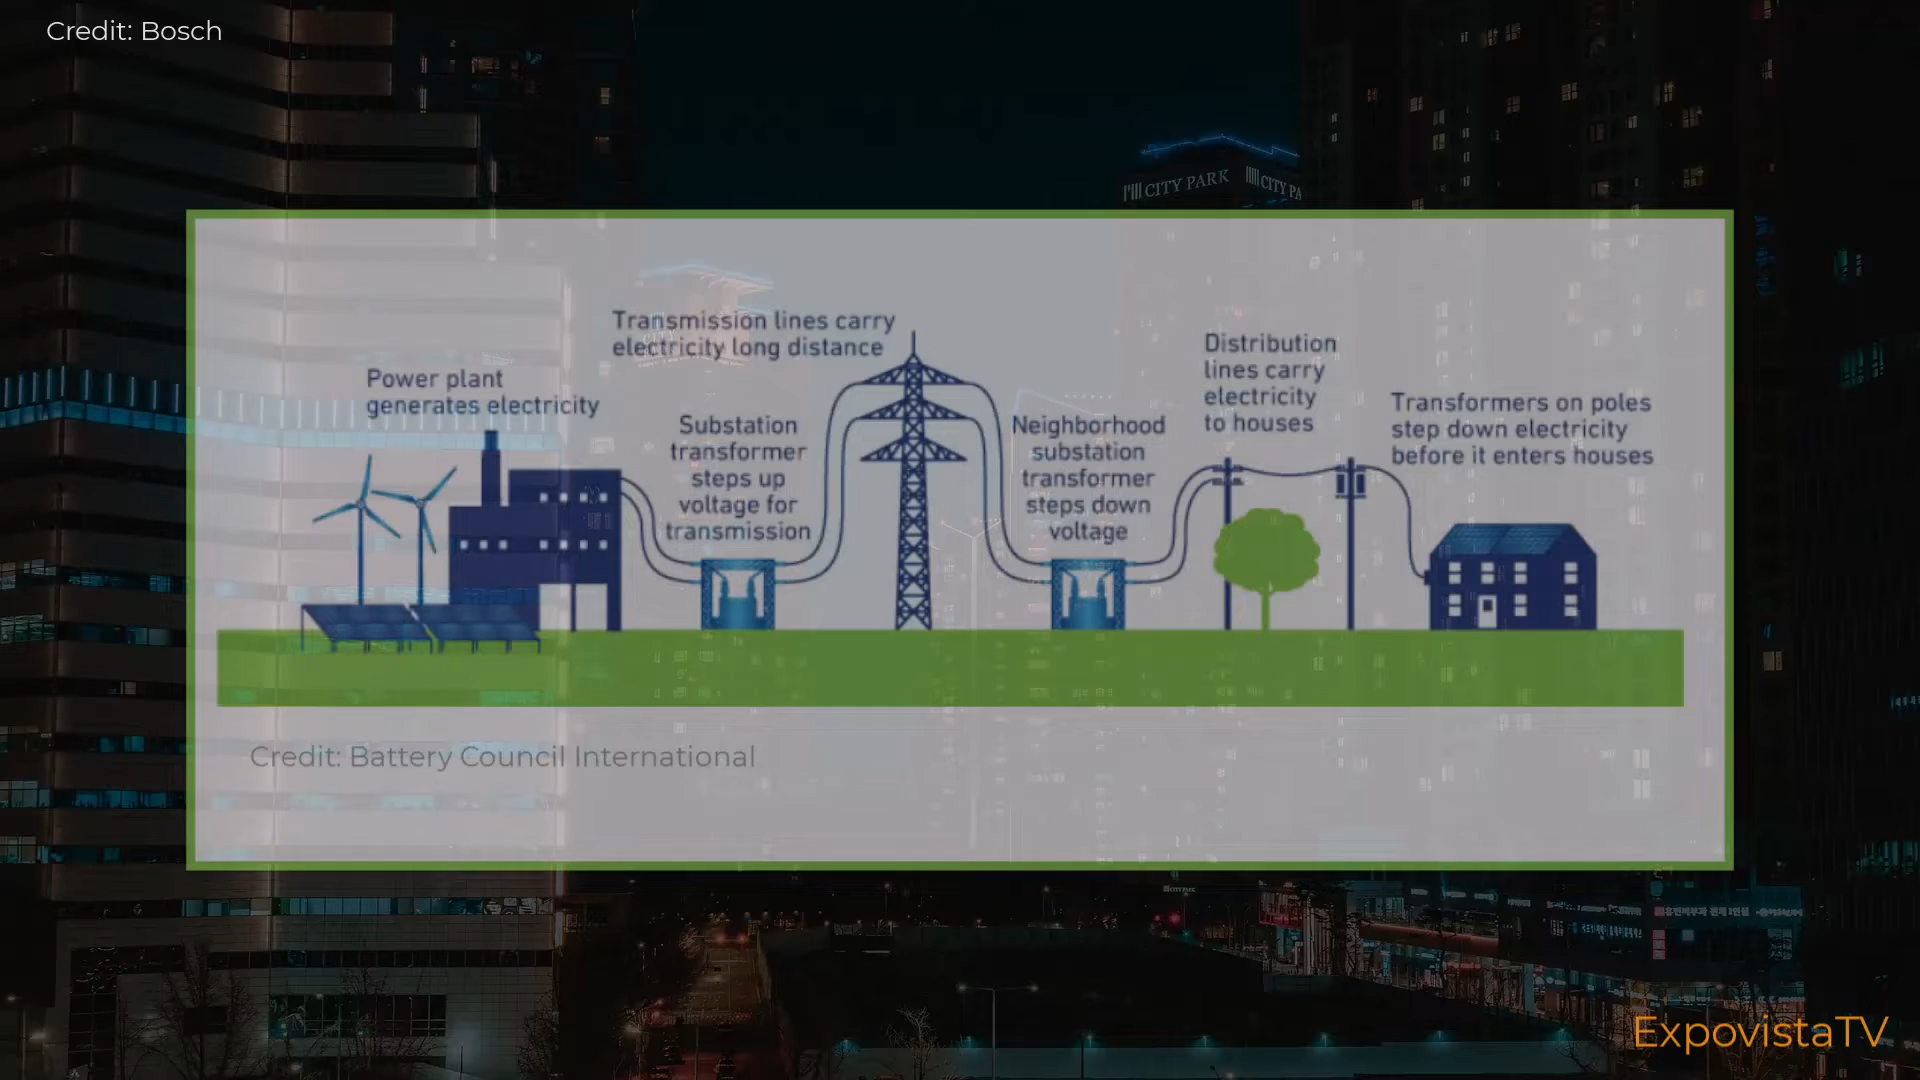 Credit: Bosch
CITY PARK
CITY PA
Transmission lines carry
electricity long distance
Power plant
generates electricity
Substation
transformer
steps up
voltage for
transmission
Neighborhood
substation
transformer
steps down
voltage
Distribution
lines carry
electricity
to houses
Transformers on poles
step down electricity
before it enters houses
Credit: Battery Council International
ExpovistaTV